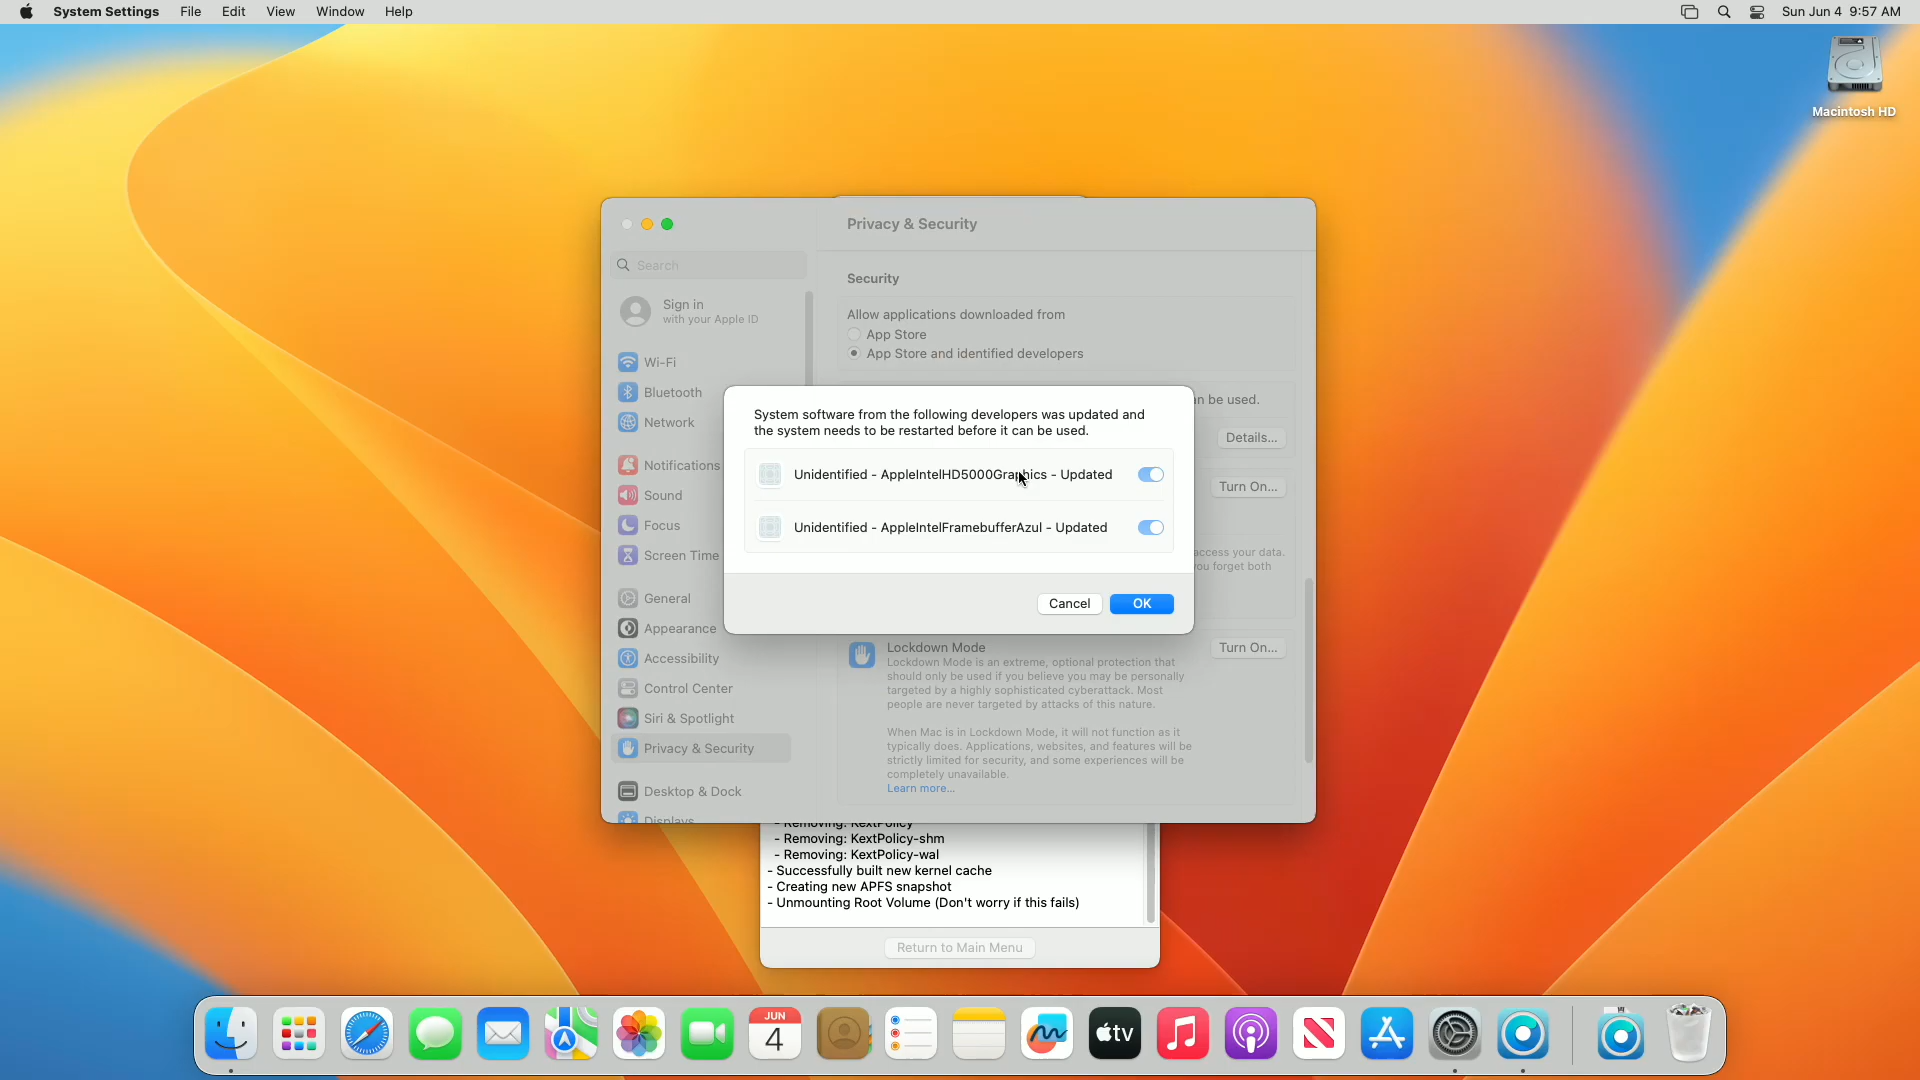 System Settings File Edit View Window Help Sun Jun 4 9:57 AM
Macintosh HD
Privacy & Security
Search
Sign in
with your Apple ID
Wi-Fi
Bluetooth
Network
Notifications
Sound
Focus
Screen Time
General
Appearance
Accessibility
Control Center
Siri & Spotlight
Privacy & Security
Desktop & Dock
Displays
Security
Allow applications downloaded from
App Store
App Store and identified developers
an be used.
Details...
Turn On...
access your data.
you forget both
System software from the following developers was updated and
the system needs to be restarted before it can be used.
Unidentified - AppleIntelHD5000Graphics - Updated
Unidentified - AppleIntelFramebufferAzul - Updated
Cancel OK
Lockdown Mode Turn On...
Lockdown Mode is an extreme, optional protection that
should only be used if you believe you may be personally
targeted by a highly sophisticated cyberattack. Most
people are never targeted by attacks of this nature.
When Mac is in Lockdown Mode, it will not function as it
typically does. Applications, websites, and features will be
strictly limited for security, and some experiences will be
completely unavailable.
Learn more...
- Removing: KextPolicy
- Removing: KextPolicy-shm
- Removing: KextPolicy-wal
- Successfully built new kernel cache
- Creating new APFS snapshot
- Unmounting Root Volume (Don't worry if this fails)
Return to Main Menu
JUN
4
tv